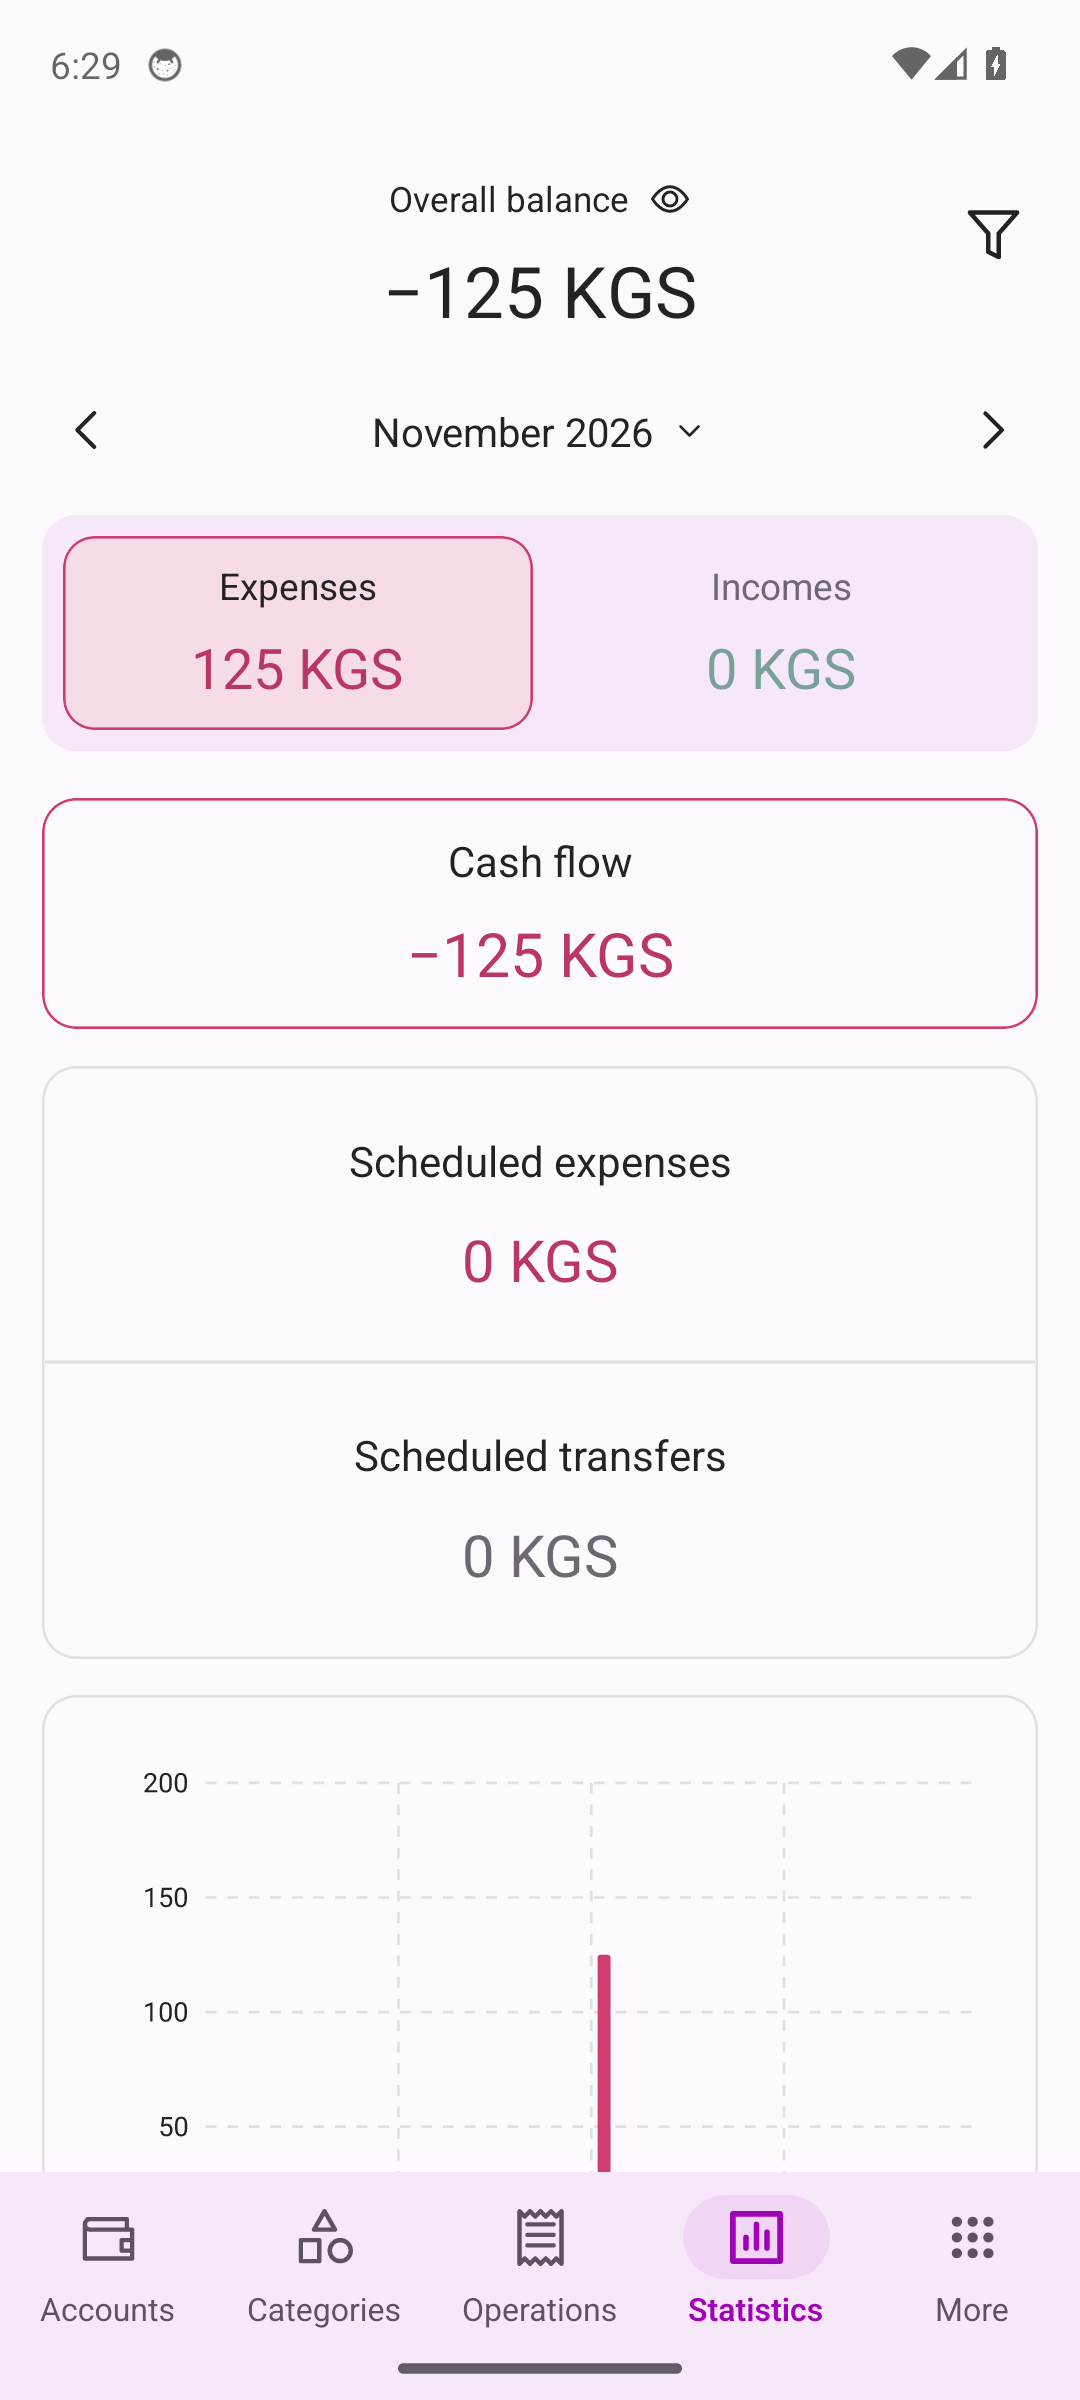 6:29
Overall balance
−125 KGS
November 2026
Expenses
125 KGS
Incomes
0 KGS
Cash flow
−125 KGS
Scheduled expenses
0 KGS
Scheduled transfers
0 KGS
200
150
100
50
Accounts
Categories
Operations
Statistics
More